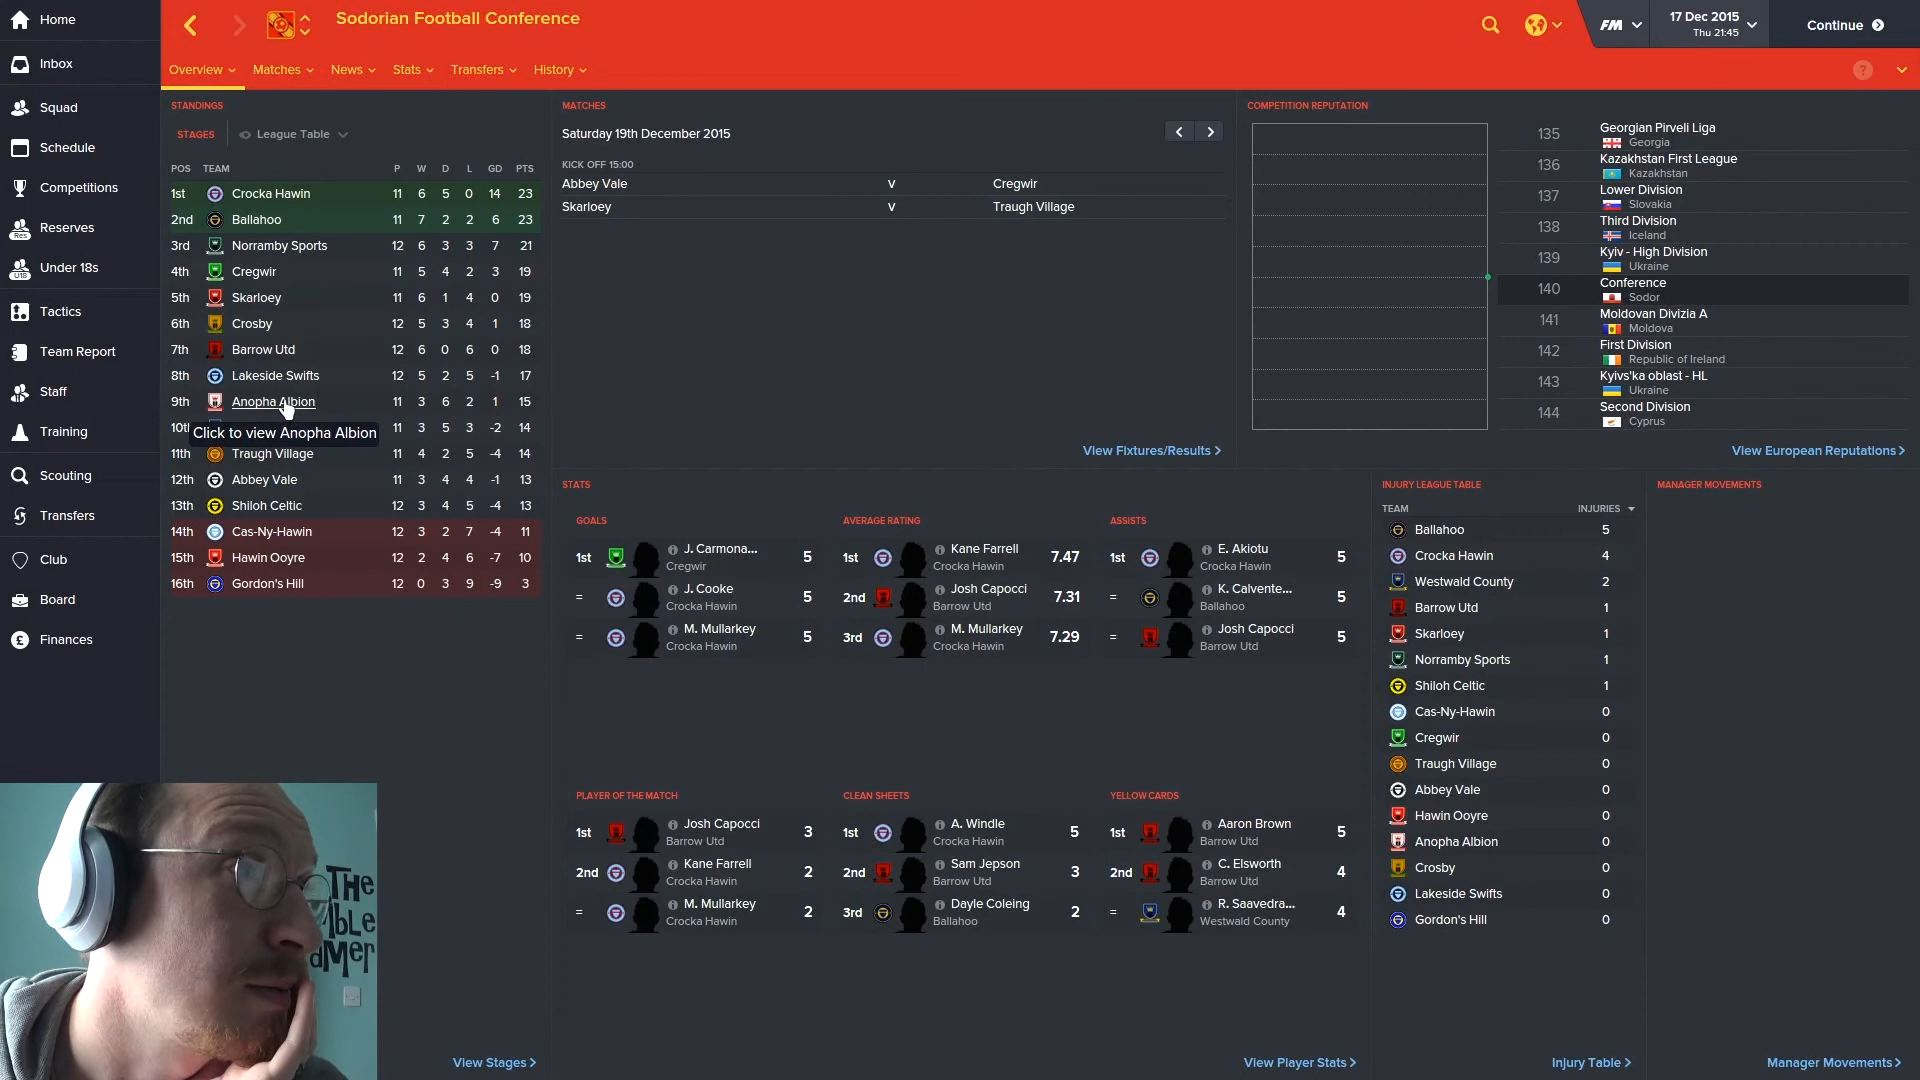 Home
Inbox
Squad
Schedule
Competitions
Reserves
Under 18s
Tactics
Team Report
Staff
Training
Scouting
Transfers
Club
Board
Finances
Sodorian Football Conference
FM
17 Dec 2015
Thu 21:45
Continue
Overview Matches News Stats Transfers History
?
STANDINGS
STAGES League Table
POS TEAM P W D L GD PTS
1st Crocka Hawin 11 6 5 0 14 23
2nd Ballahoo 11 7 2 2 6 23
3rd Norramby Sports 12 6 3 3 7 21
4th Cregwir 11 5 4 2 3 19
5th Skarloey 11 6 1 4 0 19
6th Crosby 12 5 3 4 1 18
7th Barrow Utd 12 6 0 6 0 18
8th Lakeside Swifts 12 5 2 5 -1 17
9th Anopha Albion 11 3 6 2 1 15
10th 11 3 5 3 -2 14
Click to view Anopha Albion
11th Traugh Village 11 4 2 5 -4 14
12th Abbey Vale 11 3 4 4 -1 13
13th Shiloh Celtic 12 3 4 5 -4 13
14th Cas-Ny-Hawin 12 3 2 7 -4 11
15th Hawin Ooyre 12 2 4 6 -7 10
16th Gordon's Hill 12 0 3 9 -9 3
View Stages >
MATCHES
Saturday 19th December 2015
KICK OFF 15:00
Abbey Vale v Cregwir
Skarloey v Traugh Village
View Fixtures/Results >
COMPETITION REPUTATION
135 Georgian Pirveli Liga
Georgia
136 Kazakhstan First League
Kazakhstan
137 Lower Division
Slovakia
138 Third Division
Iceland
139 Kyiv - High Division
Ukraine
140 Conference
Sodor
141 Moldovan Divizia A
Moldova
142 First Division
Republic of Ireland
143 Kyivs'ka oblast - HL
Ukraine
144 Second Division
Cyprus
View European Reputations >
STATS
GOALS
1st J. Carmona... 5
Cregwir
= J. Cooke 5
Crocka Hawin
= M. Mullarkey 5
Crocka Hawin
AVERAGE RATING
1st Kane Farrell 7.47
Crocka Hawin
2nd Josh Capocci 7.31
Barrow Utd
3rd M. Mullarkey 7.29
Crocka Hawin
ASSISTS
1st E. Akiotu 5
Crocka Hawin
= K. Calvente... 5
Ballahoo
= Josh Capocci 5
Barrow Utd
PLAYER OF THE MATCH
1st Josh Capocci 3
Barrow Utd
2nd Kane Farrell 2
Crocka Hawin
= M. Mullarkey 2
Crocka Hawin
CLEAN SHEETS
1st A. Windle 5
Crocka Hawin
2nd Sam Jepson 3
Barrow Utd
3rd Dayle Coleing 2
Ballahoo
YELLOW CARDS
1st Aaron Brown 5
Barrow Utd
2nd C. Elsworth 4
Barrow Utd
= R. Saavedra... 4
Westwald County
View Player Stats >
INJURY LEAGUE TABLE
TEAM INJURIES
Ballahoo 5
Crocka Hawin 4
Westwald County 2
Barrow Utd 1
Skarloey 1
Norramby Sports 1
Shiloh Celtic 1
Cas-Ny-Hawin 0
Cregwir 0
Traugh Village 0
Abbey Vale 0
Hawin Ooyre 0
Anopha Albion 0
Crosby 0
Lakeside Swifts 0
Gordon's Hill 0
Injury Table >
MANAGER MOVEMENTS
Manager Movements >
THE